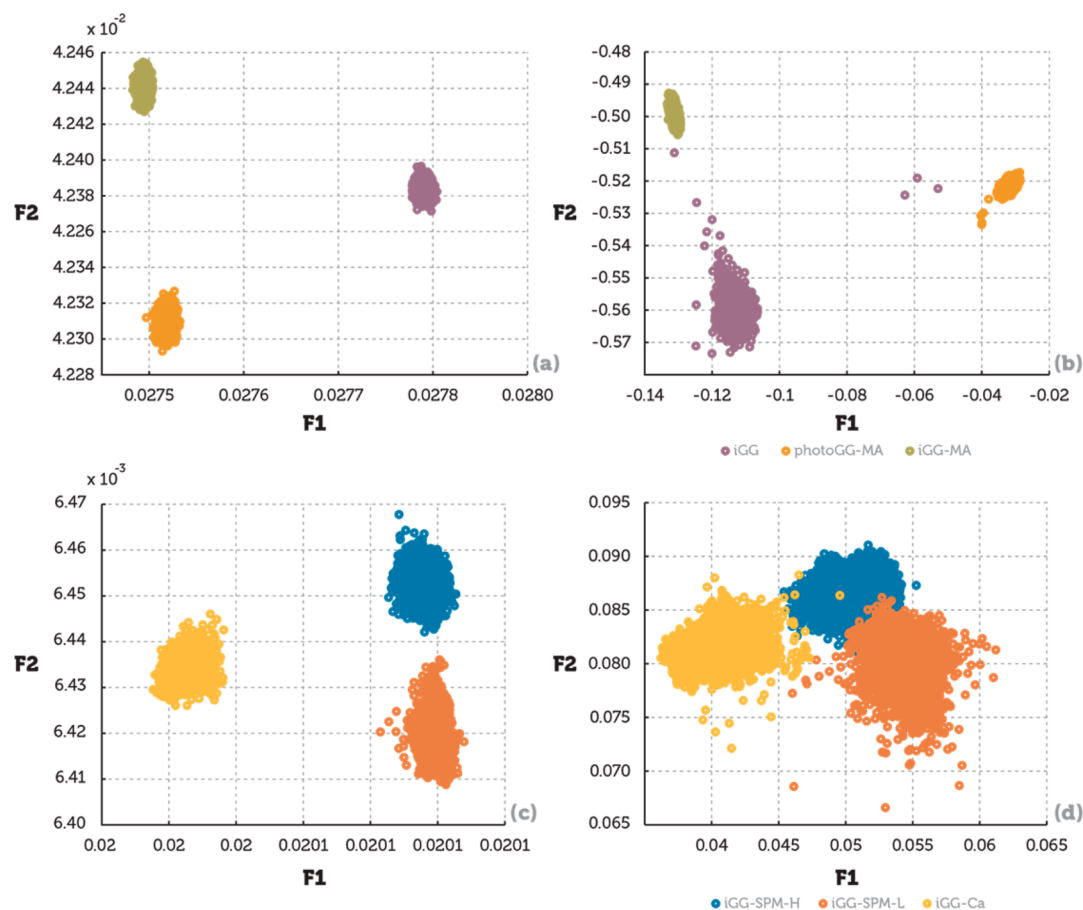 x 10-2
4.246
4.244
4.242
4.240
4.238
4.226
4.234
4.232
4.230
4.228
F2
0.0275 0.0276 0.0277 0.0278 0.0280
F1
(a)
-0.48
-0.49
-0.50
-0.51
-0.52
-0.53
-0.54
-0.55
-0.56
-0.57
F2
-0.14 -0.12 -0.1 -0.08 -0.06 -0.04 -0.02
F1
(b)
iGG photoGG-MA iGG-MA
x 10-3
6.47
6.46
6.45
6.44
6.43
6.42
6.41
6.40
F2
0.02 0.02 0.02 0.0201 0.0201 0.0201 0.0201
F1
(c)
0.095
0.090
0.085
0.080
0.075
0.070
0.065
F2
0.04 0.045 0.05 0.055 0.06 0.065
F1
(d)
iGG-SPM-H iGG-SPM-L iGG-Ca